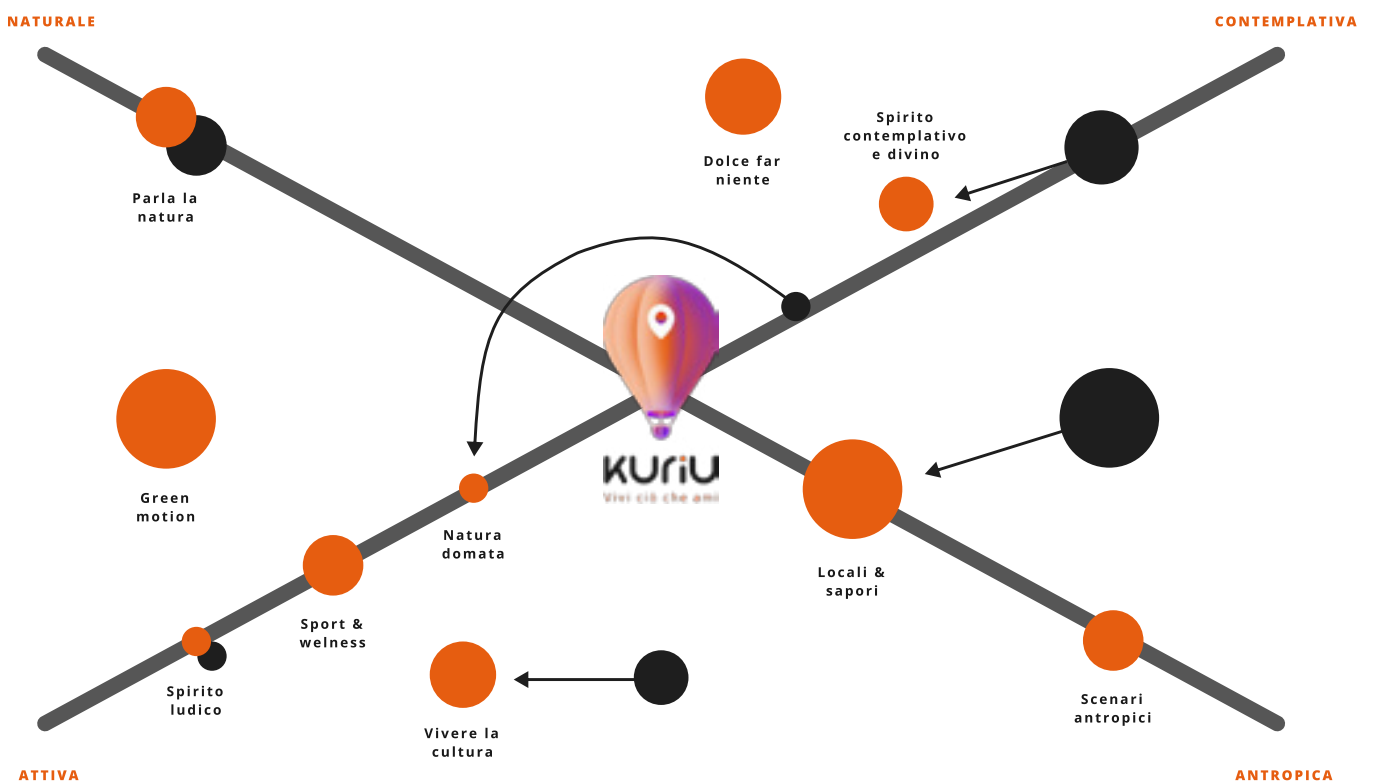 NATURALE
CONTEMPLATIVA
Spirito
contemplativo
e divino
Dolce far
niente
Parla la
natura
KUriU
Vivi ciò che ami
Green
motion
Natura
domata
Locali &
sapori
Sport &
welness
Spirito
ludico
Scenari
antropici
Vivere la
cultura
ATTIVA
ANTROPICA